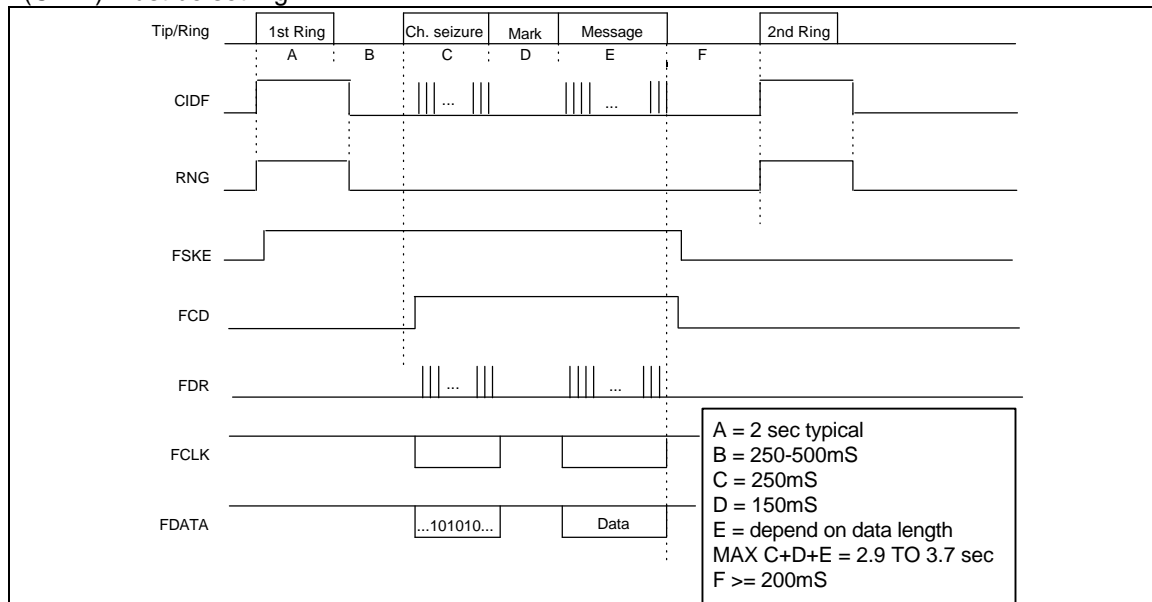 Tip/Ring 1st Ring Ch. seizure Mark Message 2nd Ring
A B C D E F
CIDF ... ...
RNG
FSKE
FCD
FDR ... ...
FCLK
FDATA ...101010... Data
A = 2 sec typical
B = 250-500mS
C = 250mS
D = 150mS
E = depend on data length
MAX C+D+E = 2.9 TO 3.7 sec
F >= 200mS